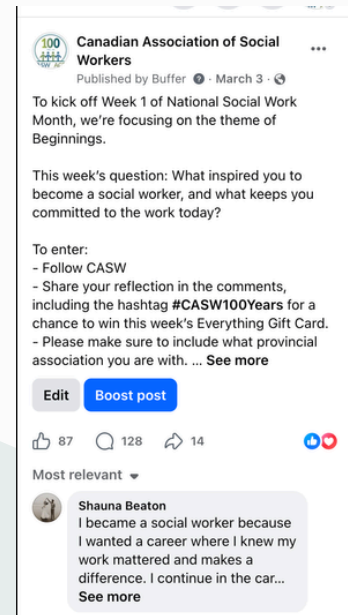 100
Canadian Association of Social
Workers
Published by Buffer · March 3 ·
To kick off Week 1 of National Social Work
Month, we're focusing on the theme of
Beginnings.
This week's question: What inspired you to
become a social worker, and what keeps you
committed to the work today?
To enter:
- Follow CASW
- Share your reflection in the comments,
including the hashtag #CASW100Years for a
chance to win this week's Everything Gift Card.
- Please make sure to include what provincial
association you are with. ... See more
Edit Boost post
87 128 14
Most relevant
Shauna Beaton
I became a social worker because
I wanted a career where I knew my
work mattered and makes a
difference. I continue in the car...
See more